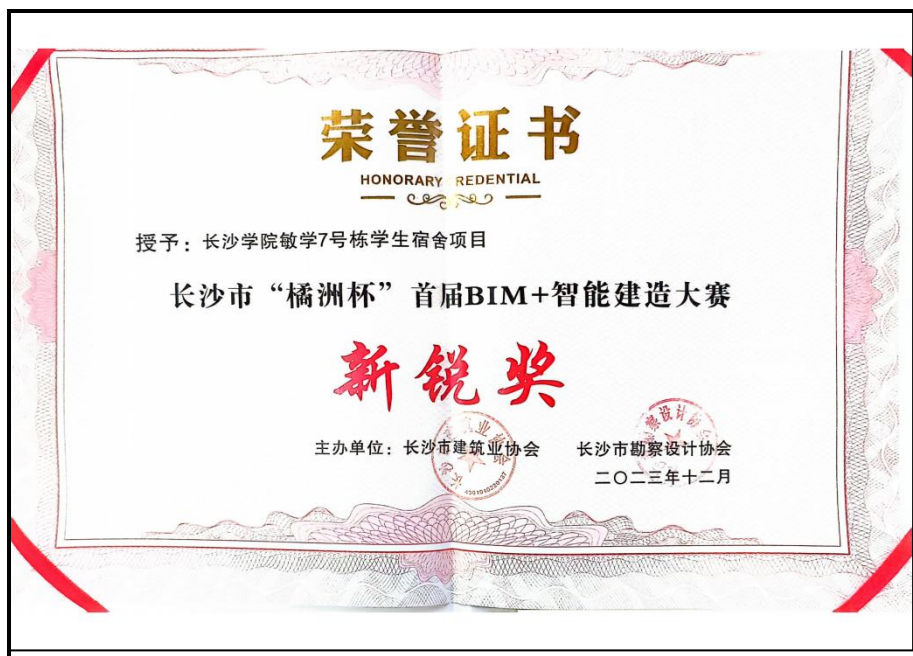 荣誉证书
HONORARY CREDENTIAL
授予：长沙学院敏学7号栋学生宿舍项目
长沙市“橘洲杯”首届BIM+智能建造大赛
新锐奖
主办单位：长沙市建筑业协会 长沙市勘察设计协会
二〇二三年十二月